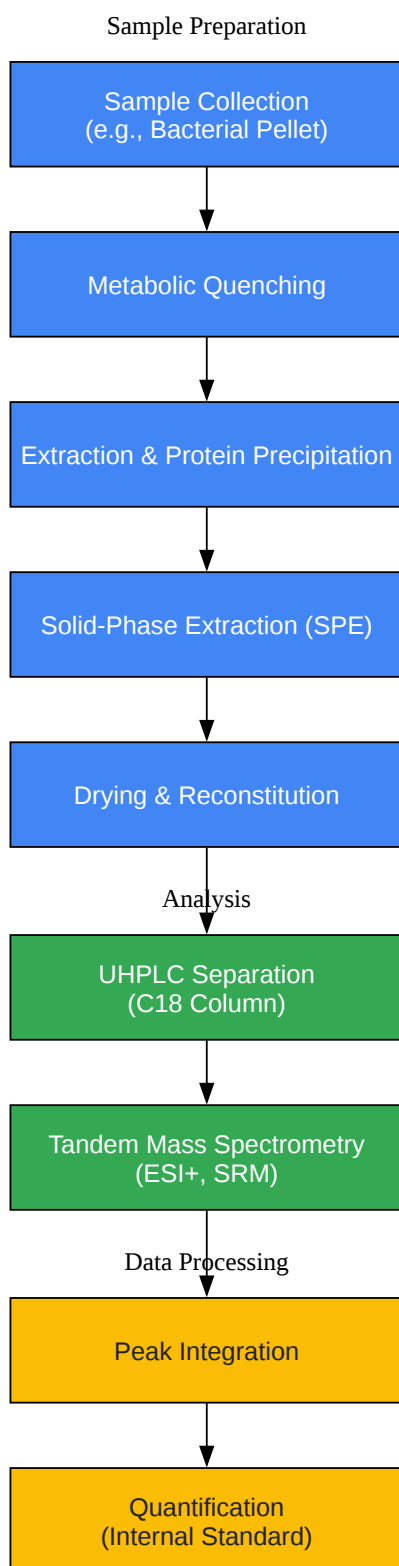 Sample Preparation
Sample Collection
(e.g., Bacterial Pellet)
Metabolic Quenching
Extraction & Protein Precipitation
Solid-Phase Extraction (SPE)
Drying & Reconstitution
Analysis
UHPLC Separation
(C18 Column)
Tandem Mass Spectrometry
(ESI+, SRM)
Data Processing
Peak Integration
Quantification
(Internal Standard)